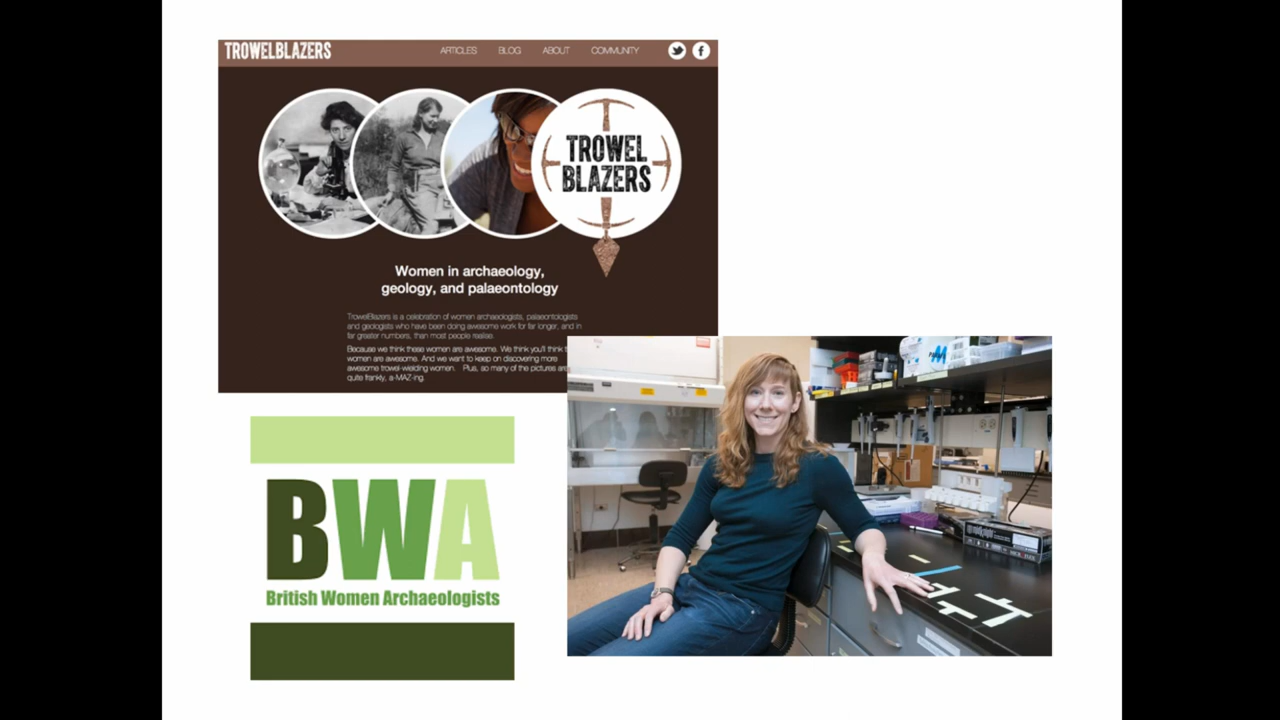 TROWELBLAZERS
ARTICLES BLOG ABOUT COMMUNITY
TROWEL
BLAZERS
Women in archaeology,
geology, and palaeontology
TrowelBlazers is a celebration of women archaeologists, palaeontologists
and geologists who have been doing awesome work for far longer, and in
far greater numbers, than most people realise.
Because we think these women are awesome. We think you'll think
women are awesome. And we want to keep on discovering more
awesome trowel-wielding women. Plus, so many of the pictures are
quite frankly, a-MAZ-ing.
BWA
British Women Archaeologists